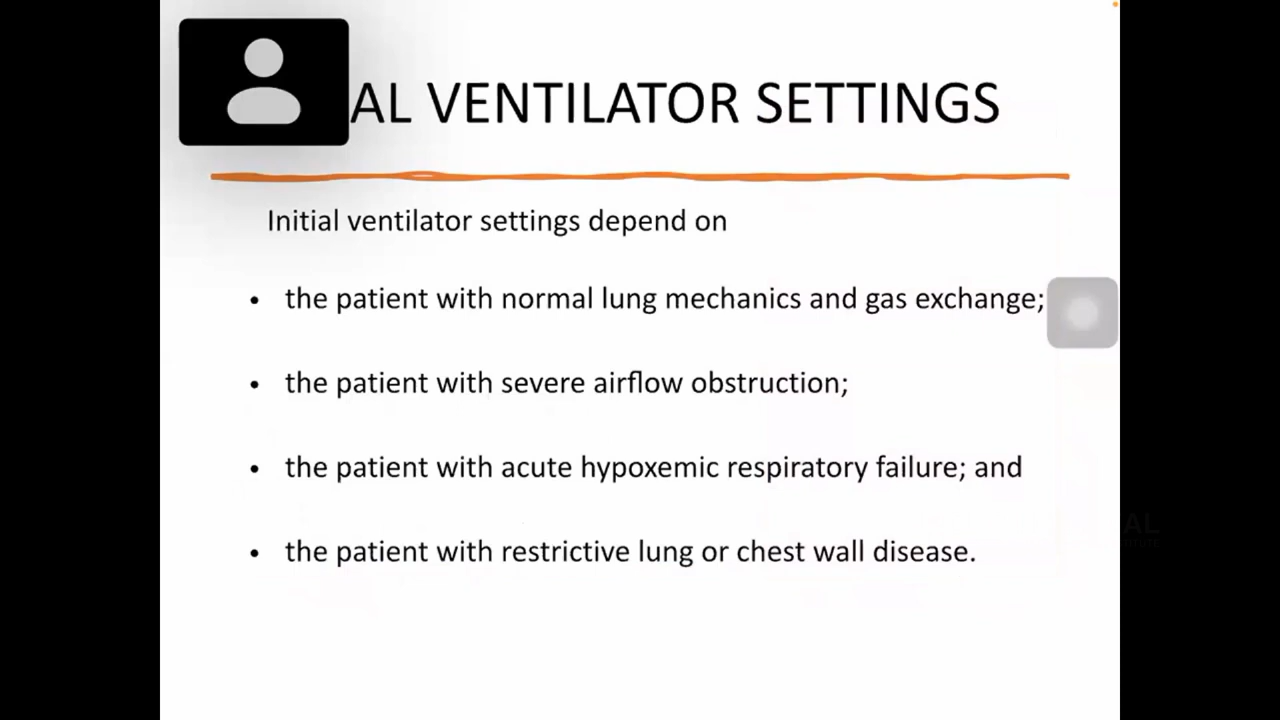 AL VENTILATOR SETTINGS
Initial ventilator settings depend on
• the patient with normal lung mechanics and gas exchange;
• the patient with severe airflow obstruction;
• the patient with acute hypoxemic respiratory failure; and
• the patient with restrictive lung or chest wall disease.
AL